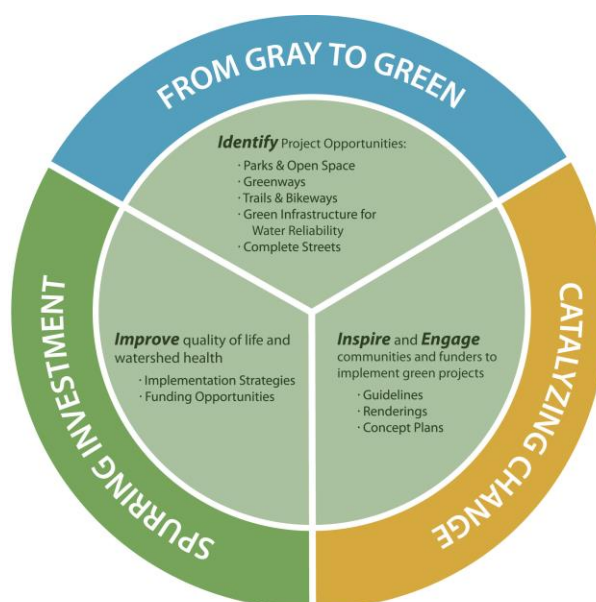 FROM GRAY TO GREEN
Identify Project Opportunities:
· Parks & Open Space
· Greenways
· Trails & Bikeways
· Green Infrastructure for
Water Reliability
· Complete Streets
SPURRING INVESTMENT
Improve quality of life and
watershed health
· Implementation Strategies
· Funding Opportunities
CATALYZING CHANGE
Inspire and Engage
communities and funders to
implement green projects
· Guidelines
· Renderings
· Concept Plans